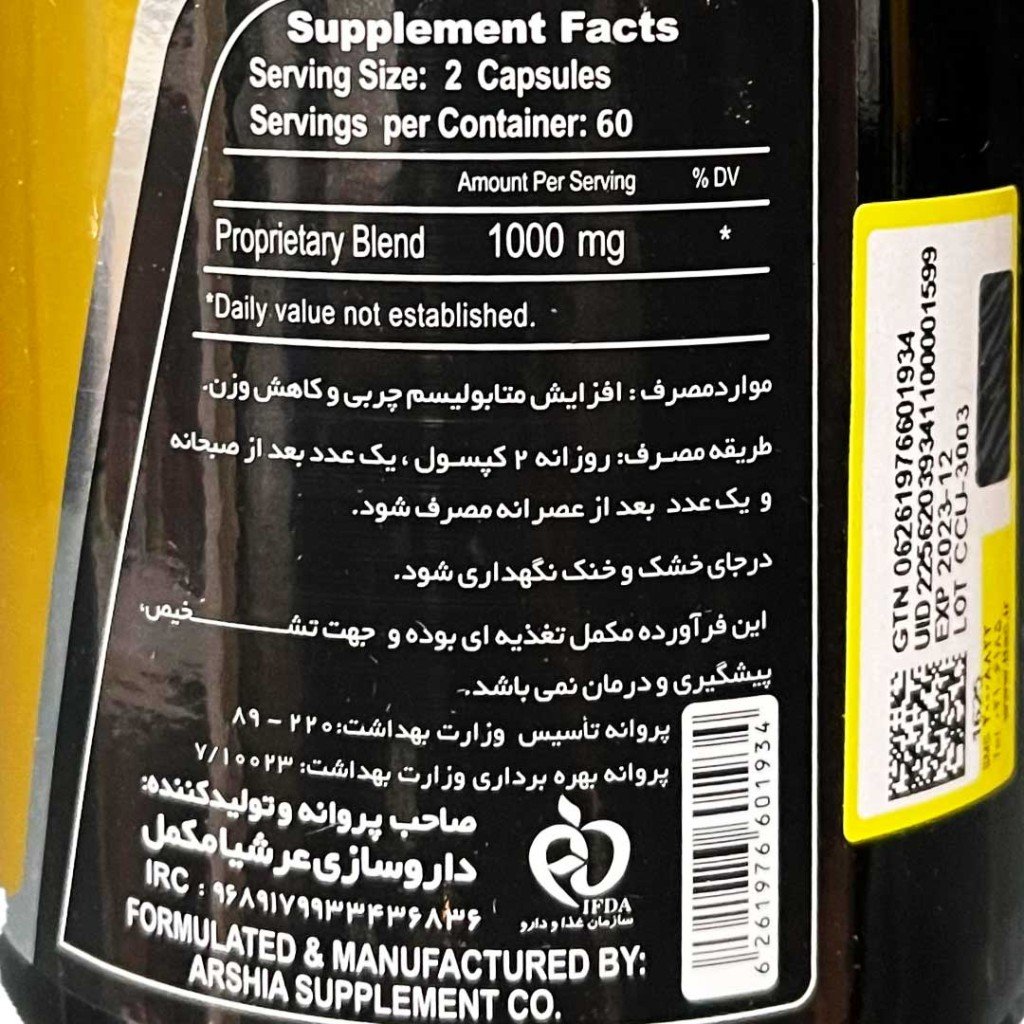 Supplement Facts
Serving Size: 2 Capsules
Servings per Container: 60
Amount Per Serving % DV
Proprietary Blend 1000 mg *
*Daily value not established.
موارد مصرف : افزایش متابولیسم چربی و کاهش وزن.
طریقه مصرف: روزانه ۲ کپسول ، یک عدد بعد از صبحانه
و یک عدد بعد از عصرانه مصرف شود.
درجای خشک و خنک نگهداری شود.
این فرآورده مکمل تغذیه ای بوده و جهت تشـــــخیص،
پیشگیری و درمان نمی باشد.
پروانه تأسیس وزارت بهداشت: ۲۲۰ - ۸۹
پروانه بهره برداری وزارت بهداشت: ۷/۱۰۰۲۳
صاحب پروانه و تولیدکننده:
داروسازی عرشیا مکمل
IRC : ۹۶۸۹۱۷۹۹۳۳۴۳۶۸۳۶
IFDA
سازمان غذا و دارو
FORMULATED & MANUFACTURED BY:
ARSHIA SUPPLEMENT CO.
6 261976 601934
GTN 06261976601934
UID 22562039341100001599
EXP 2023-12
LOT CCU-3003